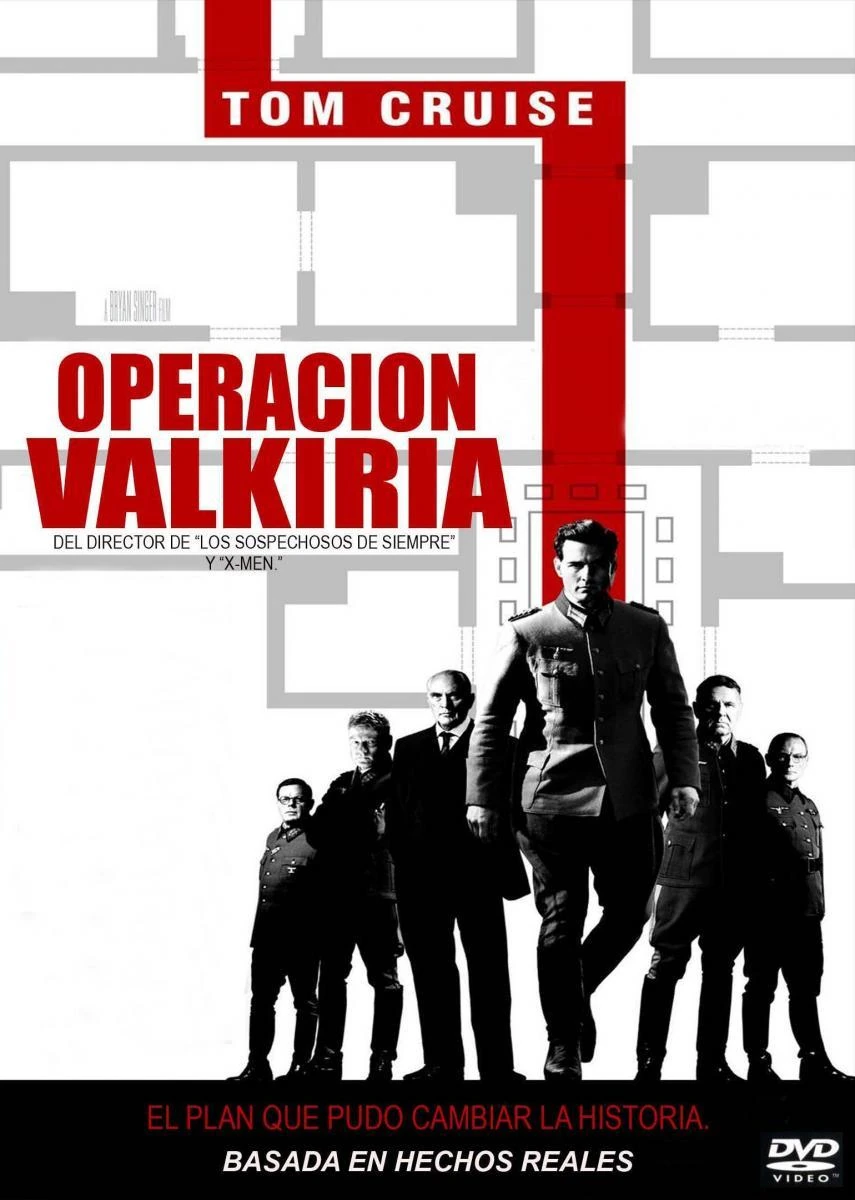 TOM CRUISE
A BRYAN SINGER FILM
OPERACION
VALKIRIA
DEL DIRECTOR DE “LOS SOSPECHOSOS DE SIEMPRE”
Y “X-MEN.”
EL PLAN QUE PUDO CAMBIAR LA HISTORIA.
BASADA EN HECHOS REALES
DVD
VIDEO™